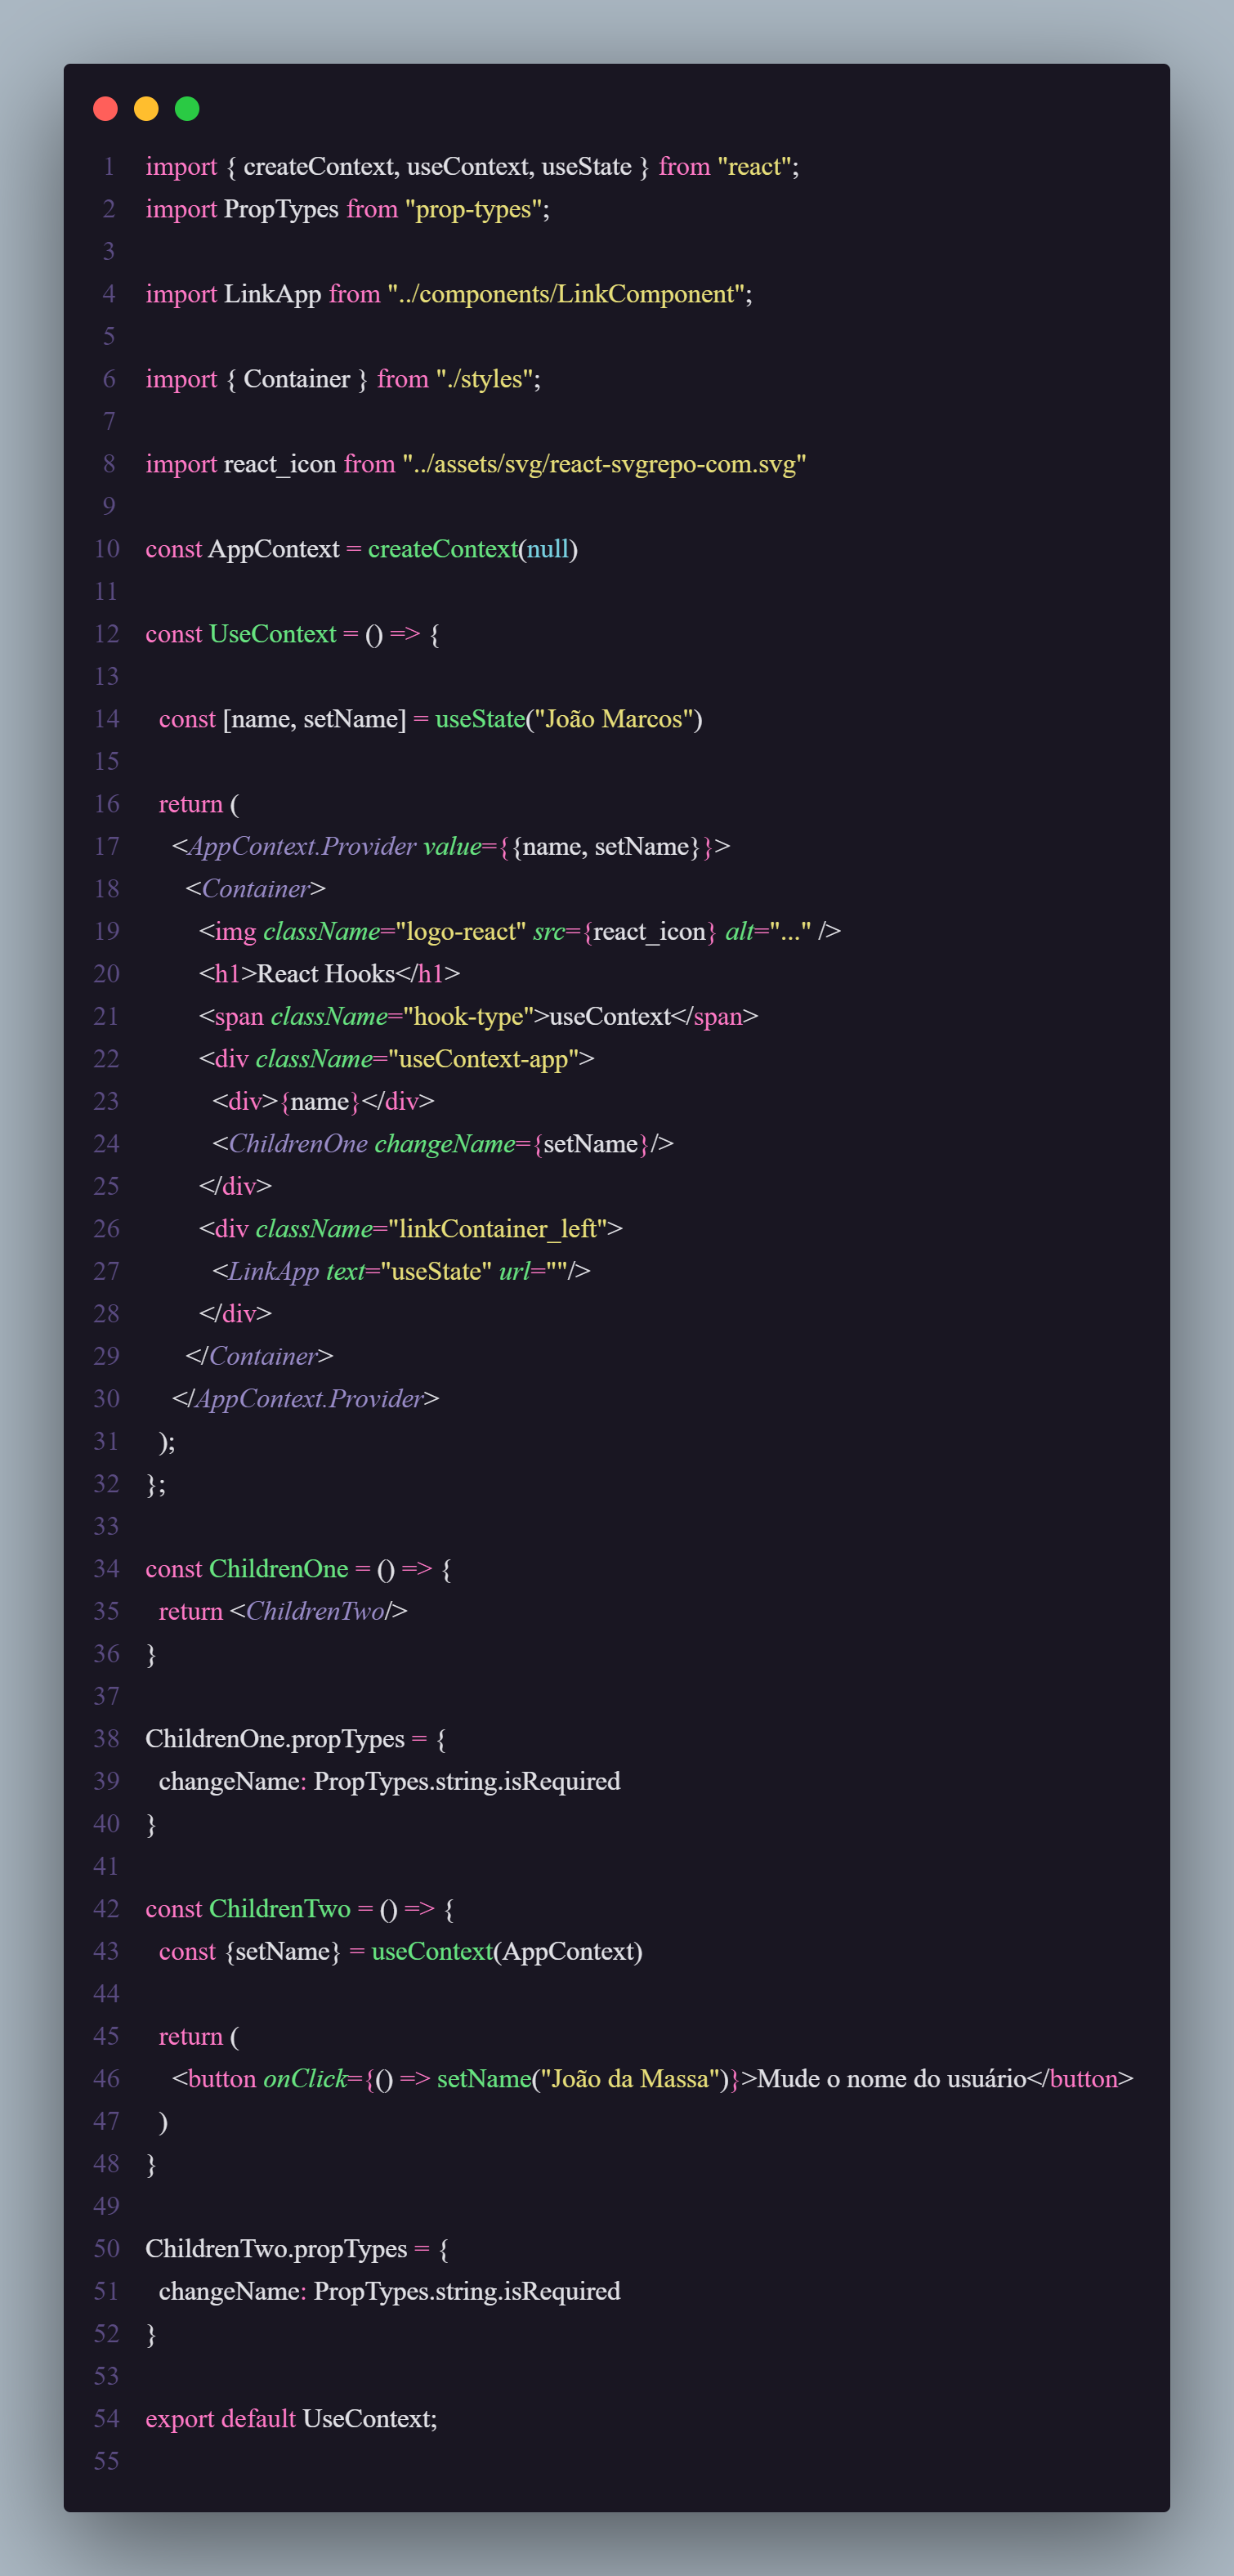 1 import { createContext, useContext, useState } from "react";
2 import PropTypes from "prop-types";
3
4 import LinkApp from "../components/LinkComponent";
5
6 import { Container } from "./styles";
7
8 import react_icon from "../assets/svg/react-svgrepo-com.svg"
9
10 const AppContext = createContext(null)
11
12 const UseContext = () => {
13
14   const [name, setName] = useState("João Marcos")
15
16   return (
17     <AppContext.Provider value={{name, setName}}>
18       <Container>
19         <img className="logo-react" src={react_icon} alt="..." />
20         <h1>React Hooks</h1>
21         <span className="hook-type">useContext</span>
22         <div className="useContext-app">
23           <div>{name}</div>
24           <ChildrenOne changeName={setName}/>
25         </div>
26         <div className="linkContainer_left">
27           <LinkApp text="useState" url=""/>
28         </div>
29       </Container>
30     </AppContext.Provider>
31   );
32 };
33
34 const ChildrenOne = () => {
35   return <ChildrenTwo/>
36 }
37
38 ChildrenOne.propTypes = {
39   changeName: PropTypes.string.isRequired
40 }
41
42 const ChildrenTwo = () => {
43   const {setName} = useContext(AppContext)
44
45   return (
46     <button onClick={() => setName("João da Massa")}>Mude o nome do usuário</button>
47   )
48 }
49
50 ChildrenTwo.propTypes = {
51   changeName: PropTypes.string.isRequired
52 }
53
54 export default UseContext;
55